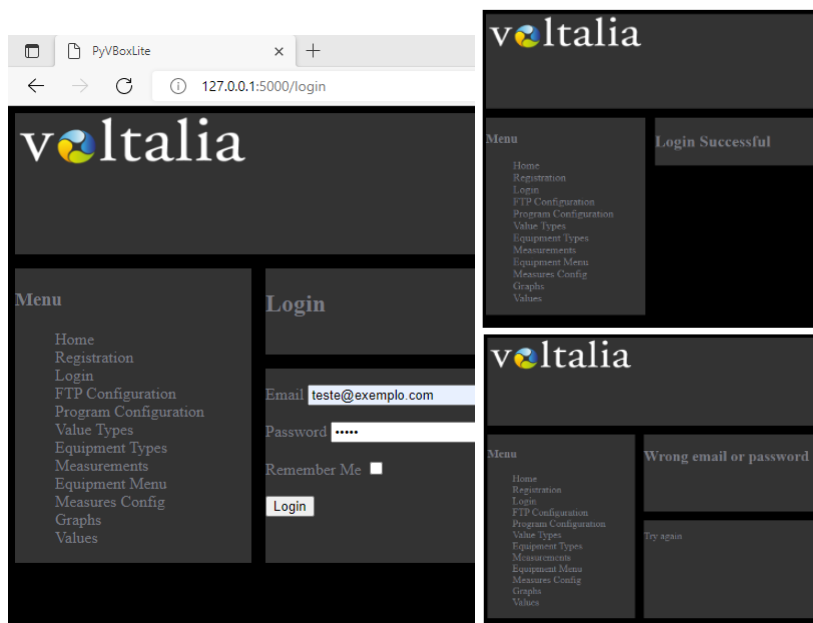 PyVBoxLite
127.0.0.1:5000/login
voltalia
Menu
Home
Registration
Login
FTP Configuration
Program Configuration
Value Types
Equipment Types
Measurements
Equipment Menu
Measures Config
Graphs
Values
Login
Email teste@exemplo.com
Password •••••
Remember Me
Login
voltalia
Menu
Home
Registration
Login
FTP Configuration
Program Configuration
Value Types
Equipment Types
Measurements
Equipment Menu
Measures Config
Graphs
Values
Login Successful
voltalia
Menu
Home
Registration
Login
FTP Configuration
Program Configuration
Value Types
Equipment Types
Measurements
Equipment Menu
Measures Config
Graphs
Values
Wrong email or password
Try again